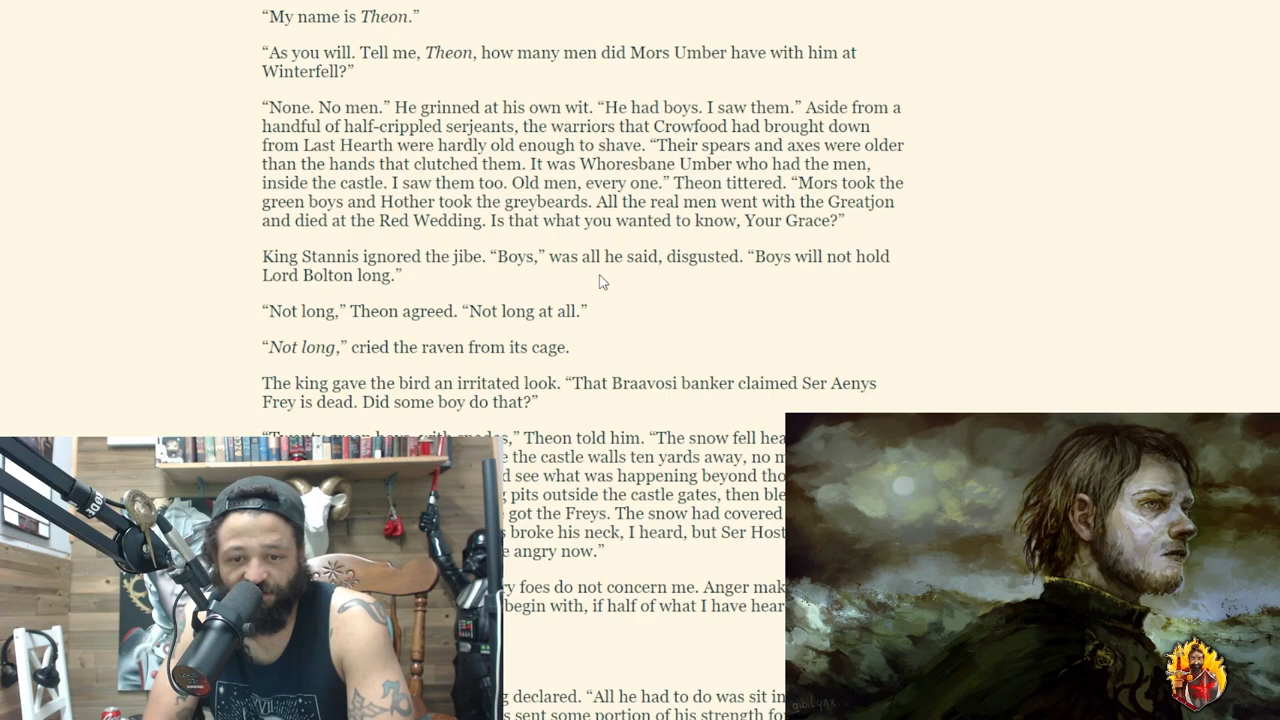 “My name is Theon.”
“As you will. Tell me, Theon, how many men did Mors Umber have with him at
Winterfell?”
“None. No men.” He grinned at his own wit. “He had boys. I saw them.” Aside from a
handful of half-crippled serjeants, the warriors that Crowfood had brought down
from Last Hearth were hardly old enough to shave. “Their spears and axes were older
than the hands that clutched them. It was Whoresbane Umber who had the men,
inside the castle. I saw them too. Old men, every one.” Theon tittered. “Mors took the
green boys and Hother took the greybeards. All the real men went with the Greatjon
and died at the Red Wedding. Is that what you wanted to know, Your Grace?”
King Stannis ignored the jibe. “Boys,” was all he said, disgusted. “Boys will not hold
Lord Bolton long.”
“Not long,” Theon agreed. “Not long at all.”
“Not long,” cried the raven from its cage.
The king gave the bird an irritated look. “That Braavosi banker claimed Ser Aenys
Frey is dead. Did some boy do that?”
” Theon told him. “The snow fell hea
the castle walls ten yards away, no m
see what was happening beyond tho
pits outside the castle gates, then ble
got the Freys. The snow had covered
broke his neck, I heard, but Ser Host
angry now.”
foes do not concern me. Anger mak
begin with, if half of what I have hear
declared. “All he had to do was sit in
sent some portion of his strength fo
RODE
VII